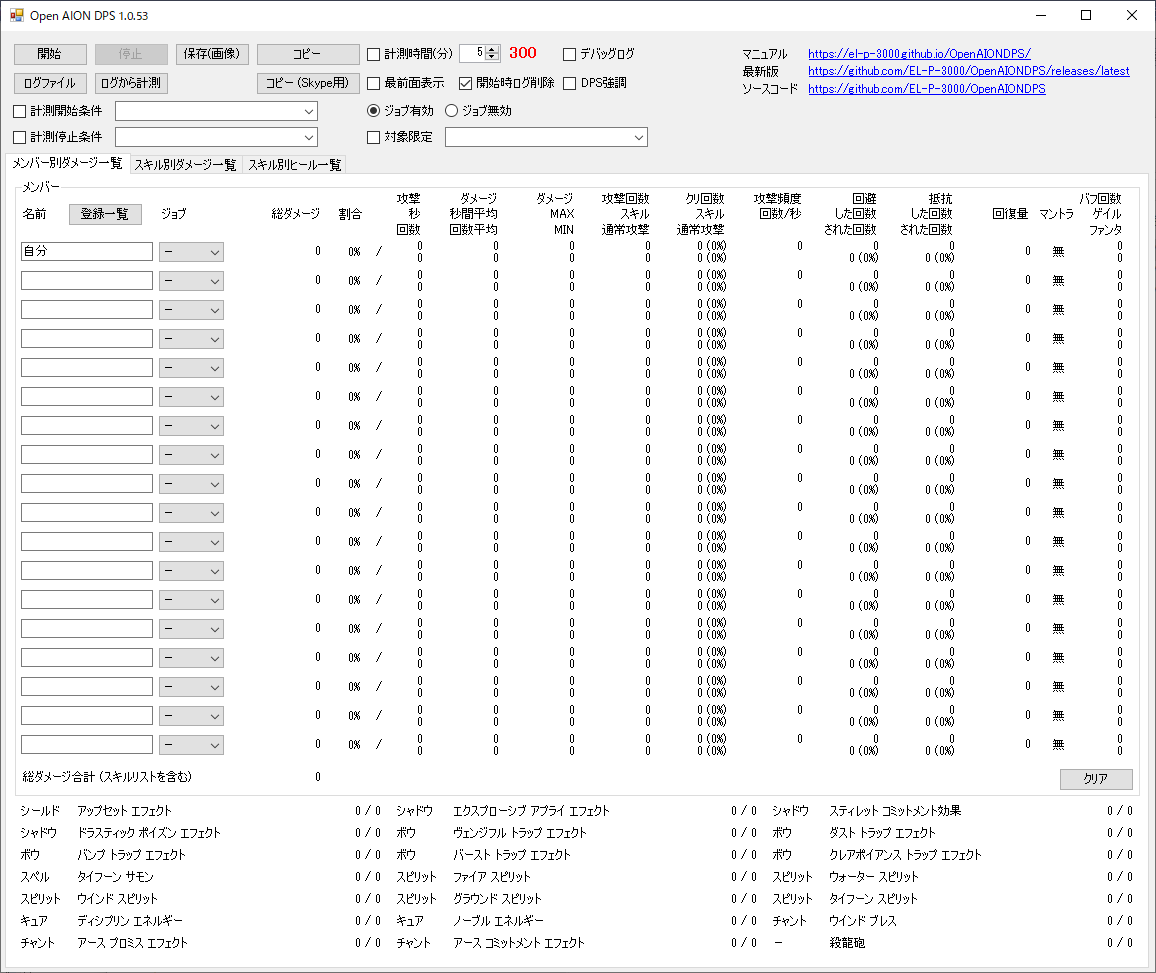 Open AION DPS 1.0.53
開始 停止 保存(画像) コピー 計測時間(分) 5 300 デバッグログ マニュアル https://el-p-3000.github.io/OpenAIONDPS/
最新版 https://github.com/EL-P-3000/OpenAIONDPS/releases/latest
ログファイル ログから計測 コピー (Skype用) 最前面表示 開始時ログ削除 DPS強調 ソースコード https://github.com/EL-P-3000/OpenAIONDPS
計測開始条件 ジョブ有効 ジョブ無効
計測停止条件 対象限定
メンバー別ダメージ一覧 スキル別ダメージ一覧 スキル別ヒール一覧
メンバー
攻撃 ダメージ ダメージ 攻撃回数 クリ回数 攻撃頻度 回避 抵抗 バフ回数
名前 登録一覧 ジョブ 総ダメージ 割合 秒 秒間平均 MAX スキル スキル 回数/秒 した回数 した回数 回復量 マントラ ゲイル
回数 回数平均 MIN 通常攻撃 通常攻撃 された回数 された回数 ファンタ
0 0 0 0 0 (0%) 0 0 0 0
自分 － 0 0% / 0 無
0 0 0 0 0 (0%) 0 (0%) 0 (0%) 0
0 0 0 0 0 (0%) 0 0 0 0
－ 0 0% / 0 無
0 0 0 0 0 (0%) 0 (0%) 0 (0%) 0
0 0 0 0 0 (0%) 0 0 0 0
－ 0 0% / 0 無
0 0 0 0 0 (0%) 0 (0%) 0 (0%) 0
0 0 0 0 0 (0%) 0 0 0 0
－ 0 0% / 0 無
0 0 0 0 0 (0%) 0 (0%) 0 (0%) 0
0 0 0 0 0 (0%) 0 0 0 0
－ 0 0% / 0 無
0 0 0 0 0 (0%) 0 (0%) 0 (0%) 0
0 0 0 0 0 (0%) 0 0 0 0
－ 0 0% / 0 無
0 0 0 0 0 (0%) 0 (0%) 0 (0%) 0
0 0 0 0 0 (0%) 0 0 0 0
－ 0 0% / 0 無
0 0 0 0 0 (0%) 0 (0%) 0 (0%) 0
0 0 0 0 0 (0%) 0 0 0 0
－ 0 0% / 0 無
0 0 0 0 0 (0%) 0 (0%) 0 (0%) 0
0 0 0 0 0 (0%) 0 0 0 0
－ 0 0% / 0 無
0 0 0 0 0 (0%) 0 (0%) 0 (0%) 0
0 0 0 0 0 (0%) 0 0 0 0
－ 0 0% / 0 無
0 0 0 0 0 (0%) 0 (0%) 0 (0%) 0
0 0 0 0 0 (0%) 0 0 0 0
－ 0 0% / 0 無
0 0 0 0 0 (0%) 0 (0%) 0 (0%) 0
0 0 0 0 0 (0%) 0 0 0 0
－ 0 0% / 0 無
0 0 0 0 0 (0%) 0 (0%) 0 (0%) 0
0 0 0 0 0 (0%) 0 0 0 0
－ 0 0% / 0 無
0 0 0 0 0 (0%) 0 (0%) 0 (0%) 0
0 0 0 0 0 (0%) 0 0 0 0
－ 0 0% / 0 無
0 0 0 0 0 (0%) 0 (0%) 0 (0%) 0
0 0 0 0 0 (0%) 0 0 0 0
－ 0 0% / 0 無
0 0 0 0 0 (0%) 0 (0%) 0 (0%) 0
0 0 0 0 0 (0%) 0 0 0 0
－ 0 0% / 0 無
0 0 0 0 0 (0%) 0 (0%) 0 (0%) 0
0 0 0 0 0 (0%) 0 0 0 0
－ 0 0% / 0 無
0 0 0 0 0 (0%) 0 (0%) 0 (0%) 0
0 0 0 0 0 (0%) 0 0 0 0
－ 0 0% / 0 無
0 0 0 0 0 (0%) 0 (0%) 0 (0%) 0
総ダメージ合計 (スキルリストを含む) 0 クリア
シールド アップセット エフェクト 0 / 0 シャドウ エクスプローシブ アプライ エフェクト 0 / 0 シャドウ スティレット コミットメント効果 0 / 0
シャドウ ドラスティック ポイズン エフェクト 0 / 0 ボウ ヴェンジフル トラップ エフェクト 0 / 0 ボウ ダスト トラップ エフェクト 0 / 0
ボウ バンプ トラップ エフェクト 0 / 0 ボウ バースト トラップ エフェクト 0 / 0 ボウ クレアボイアンス トラップ エフェクト 0 / 0
スペル タイフーン サモン 0 / 0 スピリット ファイア スピリット 0 / 0 スピリット ウォーター スピリット 0 / 0
スピリット ウインド スピリット 0 / 0 スピリット グラウンド スピリット 0 / 0 スピリット タイフーン スピリット 0 / 0
キュア ディシプリン エネルギー 0 / 0 キュア ノーブル エネルギー 0 / 0 チャント ウインド ブレス 0 / 0
チャント アース プロミス エフェクト 0 / 0 チャント アース コミットメント エフェクト 0 / 0 － 殺龍砲 0 / 0